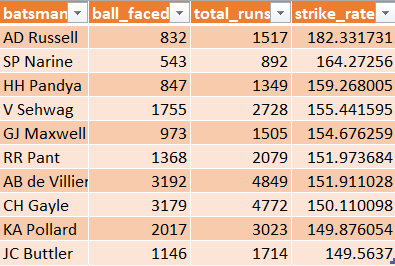 batsman ball_faced total_runs strike_rate
AD Russell 832 1517 182.331731
SP Narine 543 892 164.27256
HH Pandya 847 1349 159.268005
V Sehwag 1755 2728 155.441595
GJ Maxwell 973 1505 154.676259
RR Pant 1368 2079 151.973684
AB de Villier 3192 4849 151.911028
CH Gayle 3179 4772 150.110098
KA Pollard 2017 3023 149.876054
JC Buttler 1146 1714 149.5637